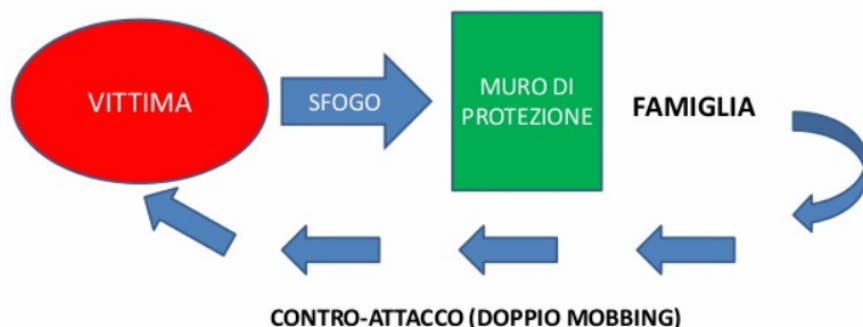 VITTIMA
SFOGO
MURO DI
PROTEZIONE
FAMIGLIA
CONTRO-ATTACCO (DOPPIO MOBBING)